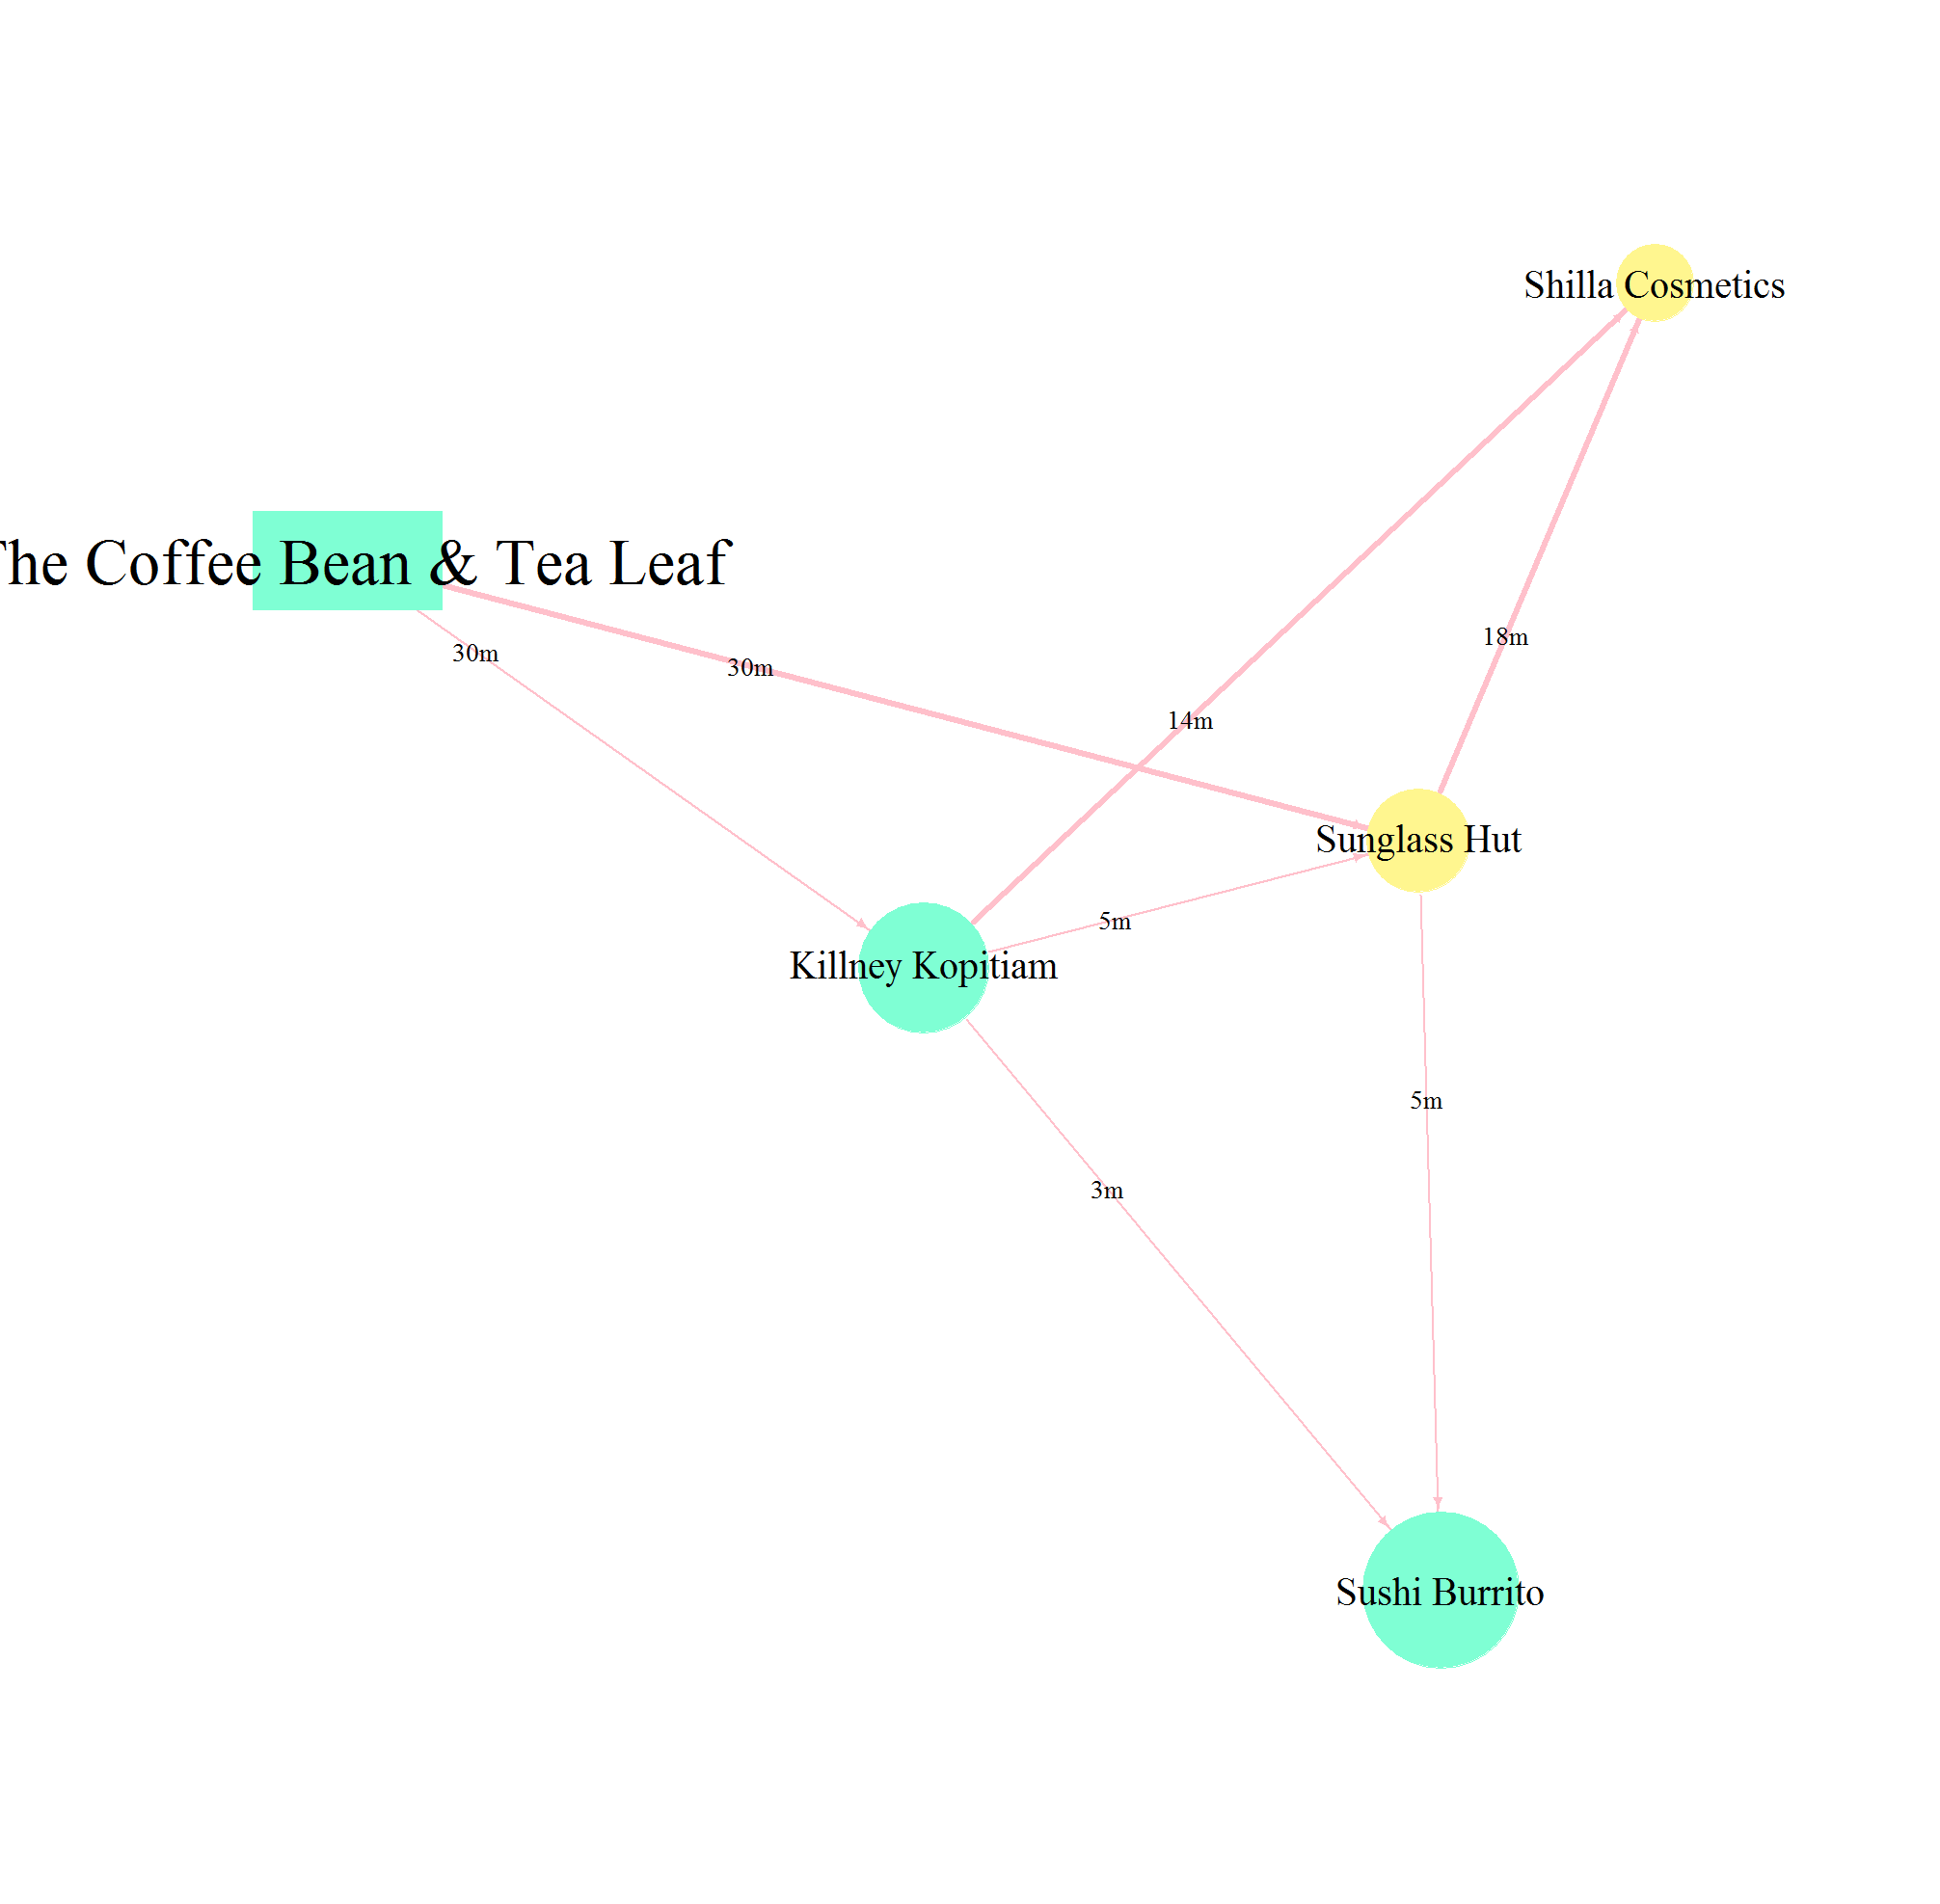 Shilla Cosmetics
he Coffee Bean & Tea Leaf
18m
30m
30m
14m
Sunglass Hut
5m
Killney Kopitiam
5m
3m
Sushi Burrito